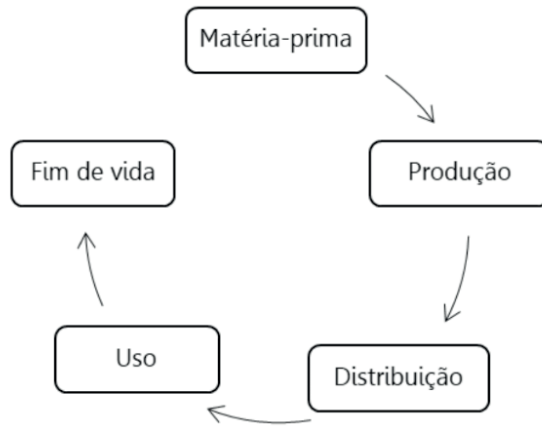 Matéria-prima
Produção
Distribuição
Uso
Fim de vida